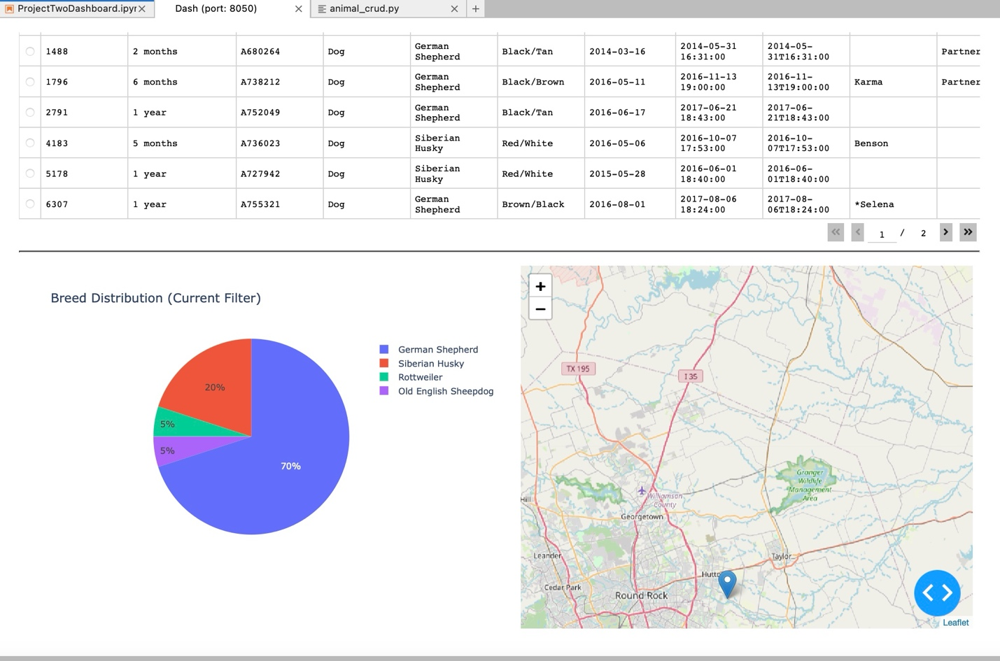 ProjectTwoDashboard.ipyr
Dash (port: 8050)
animal_crud.py
1488 2 months A680264 Dog German Shepherd Black/Tan 2014-03-16 2014-05-31 16:31:00 2014-05-31T16:31:00 Partner
1796 6 months A738212 Dog German Shepherd Black/Brown 2016-05-11 2016-11-13 19:00:00 2016-11-13T19:00:00 Karma Partner
2791 1 year A752049 Dog German Shepherd Black/Tan 2016-06-17 2017-06-21 18:43:00 2017-06-21T18:43:00
4183 5 months A736023 Dog Siberian Husky Red/White 2016-05-06 2016-10-07 17:53:00 2016-10-07T17:53:00 Benson
5178 1 year A727942 Dog Siberian Husky Red/White 2015-05-28 2016-06-01 18:40:00 2016-06-01T18:40:00
6307 1 year A755321 Dog German Shepherd Brown/Black 2016-08-01 2017-08-06 18:24:00 2017-08-06T18:24:00 *Selena
1 / 2
Breed Distribution (Current Filter)
German Shepherd
Siberian Husky
Rottweiler
Old English Sheepdog
20%
5%
5%
70%
+
−
TX 195
I 35
Granger
Wildlife
Management
Area
Hill
Williamson
County
Georgetown
Leander
Taylor
Hutto
Cedar Park
Round Rock
Leaflet